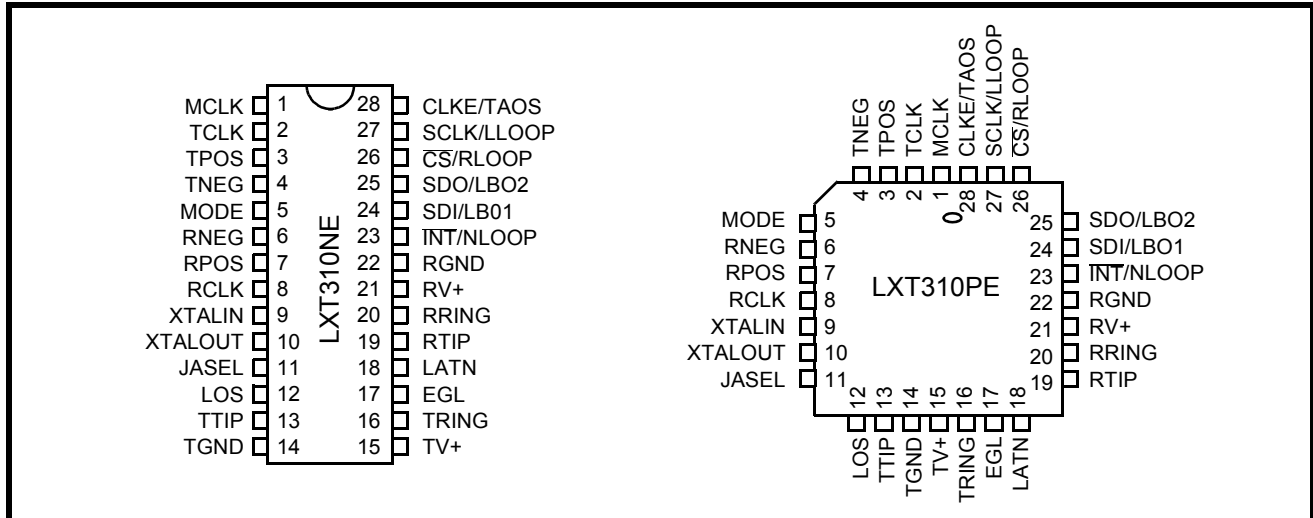 MCLK 1 28 CLKE/TAOS
TCLK 2 27 SCLK/LLOOP
TPOS 3 26 C̅S̅/RLOOP
TNEG 4 25 SDO/LBO2
MODE 5 24 SDI/LB01
RNEG 6 23 I̅N̅T̅/NLOOP
RPOS 7 22 RGND
RCLK 8 21 RV+
XTALIN 9 20 RRING
XTALOUT 10 19 RTIP
JASEL 11 18 LATN
LOS 12 17 EGL
TTIP 13 16 TRING
TGND 14 15 TV+
LXT310NE
TNEG TPOS TCLK MCLK CLKE/TAOS SCLK/LLOOP C̅S̅/RLOOP
4 3 2 1 28 27 26
MODE 5 25 SDO/LBO2
RNEG 6 24 SDI/LBO1
RPOS 7 23 I̅N̅T̅/NLOOP
LXT310PE
RCLK 8 22 RGND
XTALIN 9 21 RV+
XTALOUT 10 20 RRING
JASEL 11 19 RTIP
12 13 14 15 16 17 18
LOS TTIP TGND TV+ TRING EGL LATN